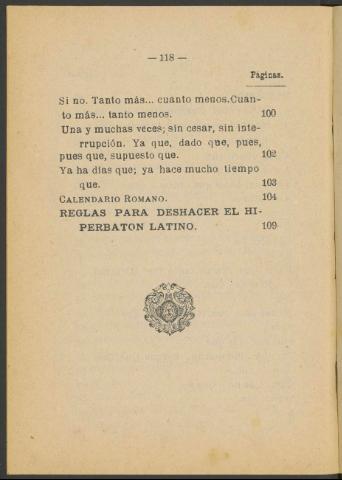 — 118 —
Páginas.
Si no. Tanto más... cuanto menos.Cuan-
to más... tanto menos. 100
Una y muchas veces; sin cesar, sin inte-
rrupción. Ya que, dado que, pues,
pues que, supuesto que. 102
Ya ha días que; ya hace mucho tiempo
que. 103
CALENDARIO ROMANO. 104
REGLAS PARA DESHACER EL HI-
PERBATON LATINO. 109